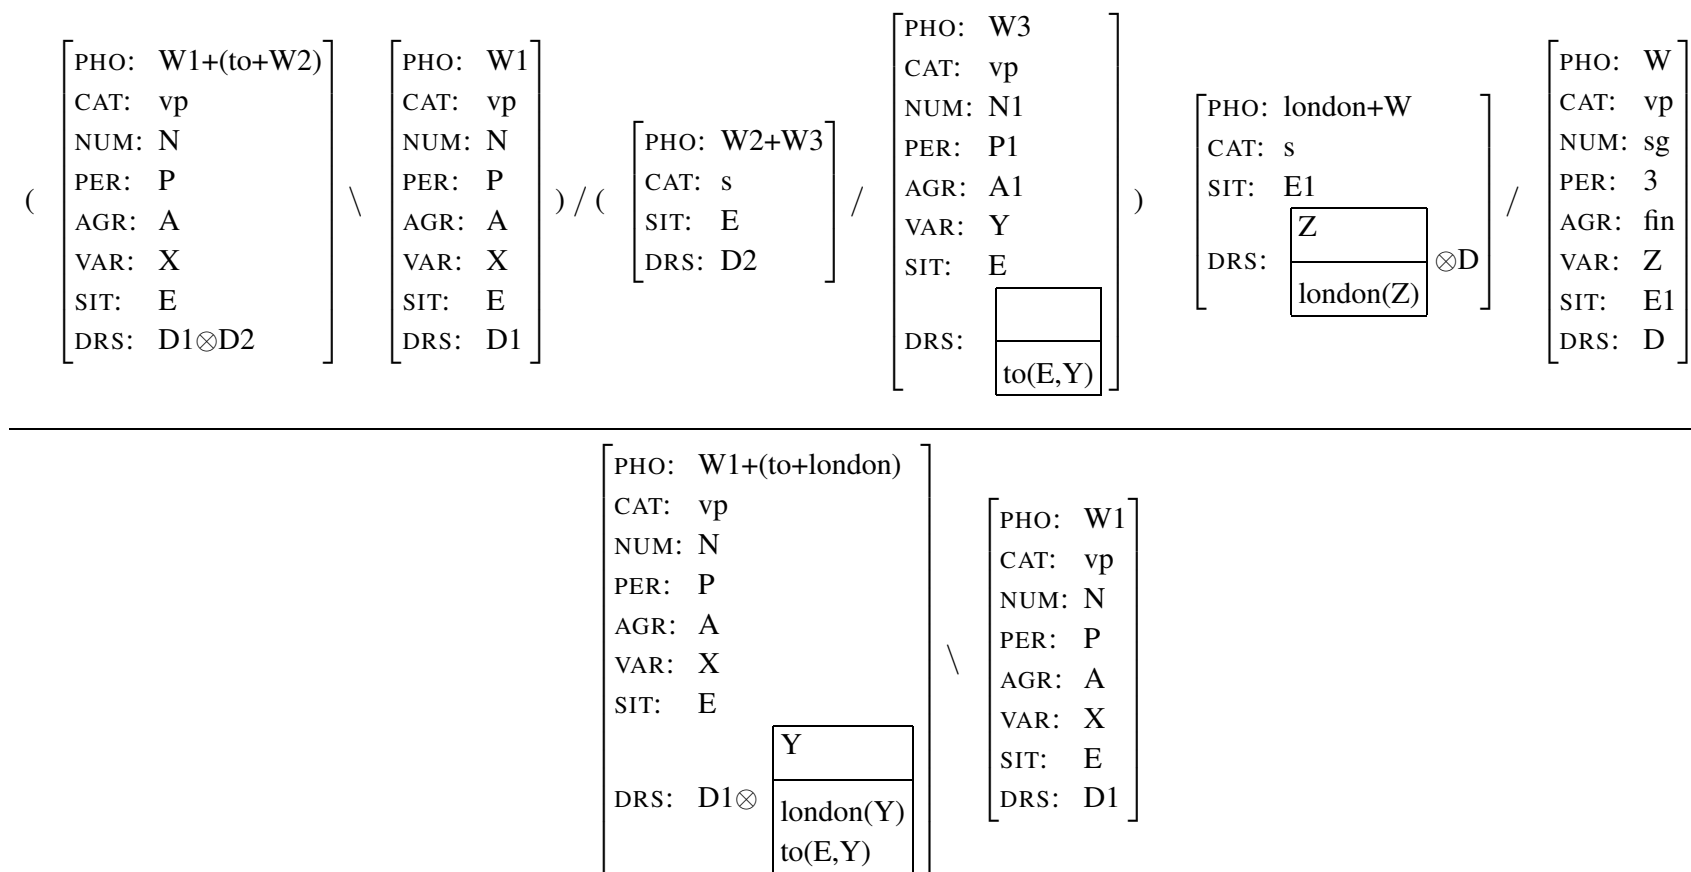 ( [PHO: W1+(to+W2)
CAT: vp
NUM: N
PER: P
AGR: A
VAR: X
SIT: E
DRS: D1⊗D2]
\
[PHO: W1
CAT: vp
NUM: N
PER: P
AGR: A
VAR: X
SIT: E
DRS: D1]
) / (
[PHO: W2+W3
CAT: s
SIT: E
DRS: D2]
/
[PHO: W3
CAT: vp
NUM: N1
PER: P1
AGR: A1
VAR: Y
SIT: E
DRS:
to(E,Y)]
)
[PHO: london+W
CAT: s
SIT: E1
Z
DRS: ⊗D
london(Z)]
/
[PHO: W
CAT: vp
NUM: sg
PER: 3
AGR: fin
VAR: Z
SIT: E1
DRS: D]
[PHO: W1+(to+london)
CAT: vp
NUM: N
PER: P
AGR: A
VAR: X
SIT: E
Y
DRS: D1⊗
london(Y)
to(E,Y)
\
[PHO: W1
CAT: vp
NUM: N
PER: P
AGR: A
VAR: X
SIT: E
DRS: D1]